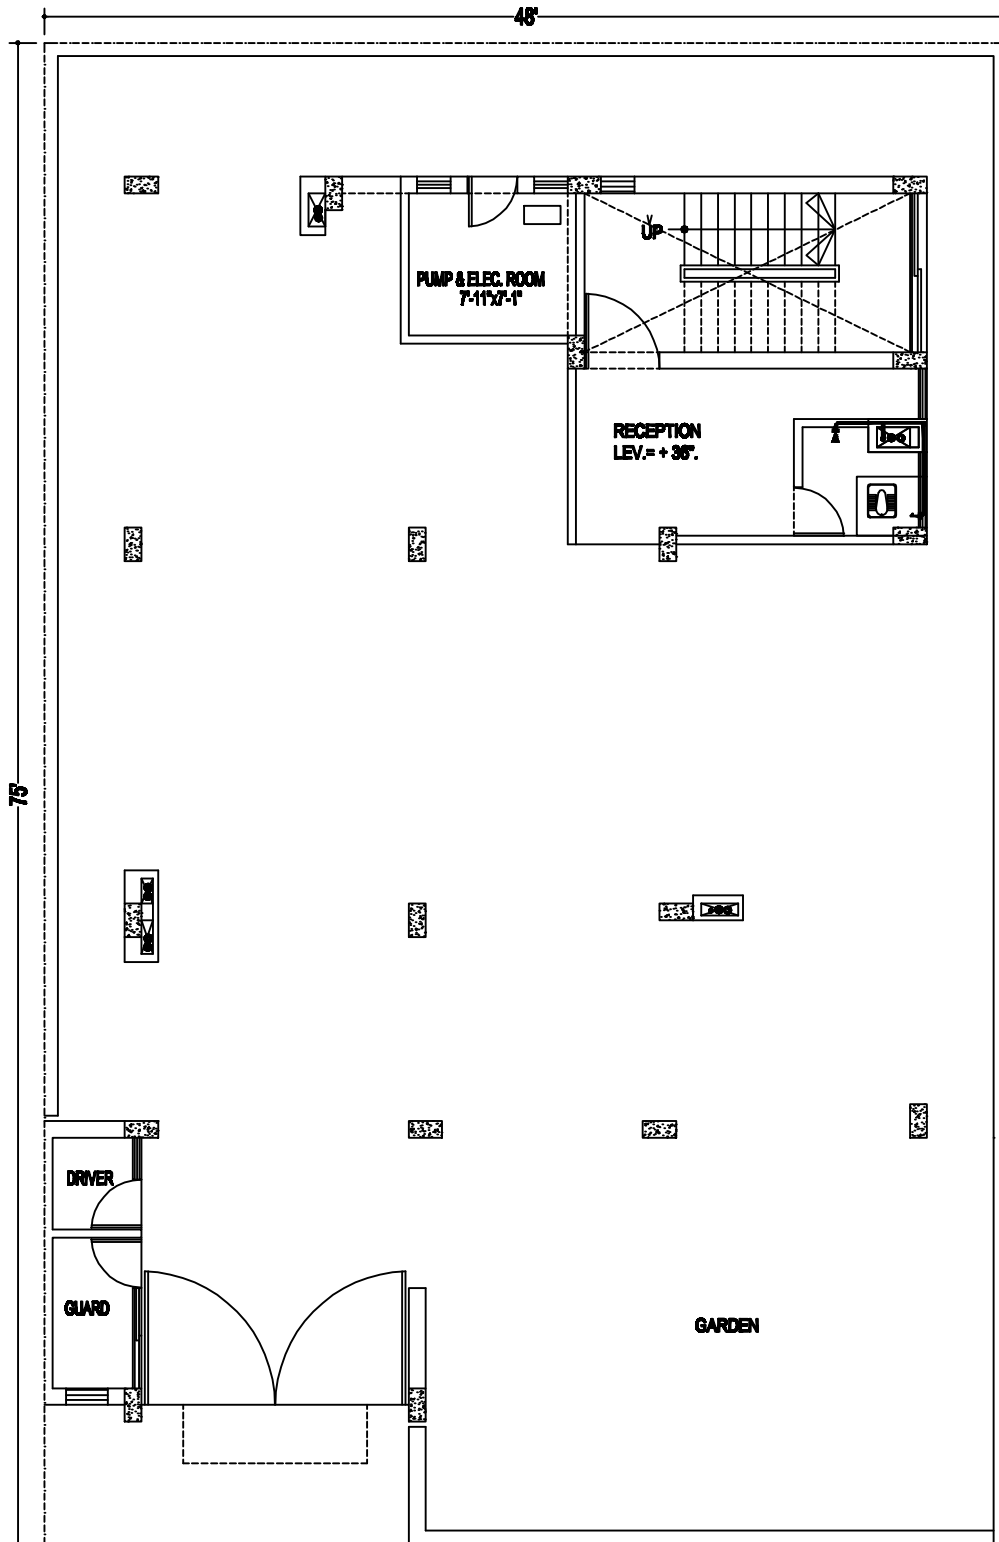 48'
UP
PUMP & ELEC. ROOM
7'-11"x7'-1"
RECEPTION
LEV.= + 36".
75'
DRIVER
GUARD
GARDEN